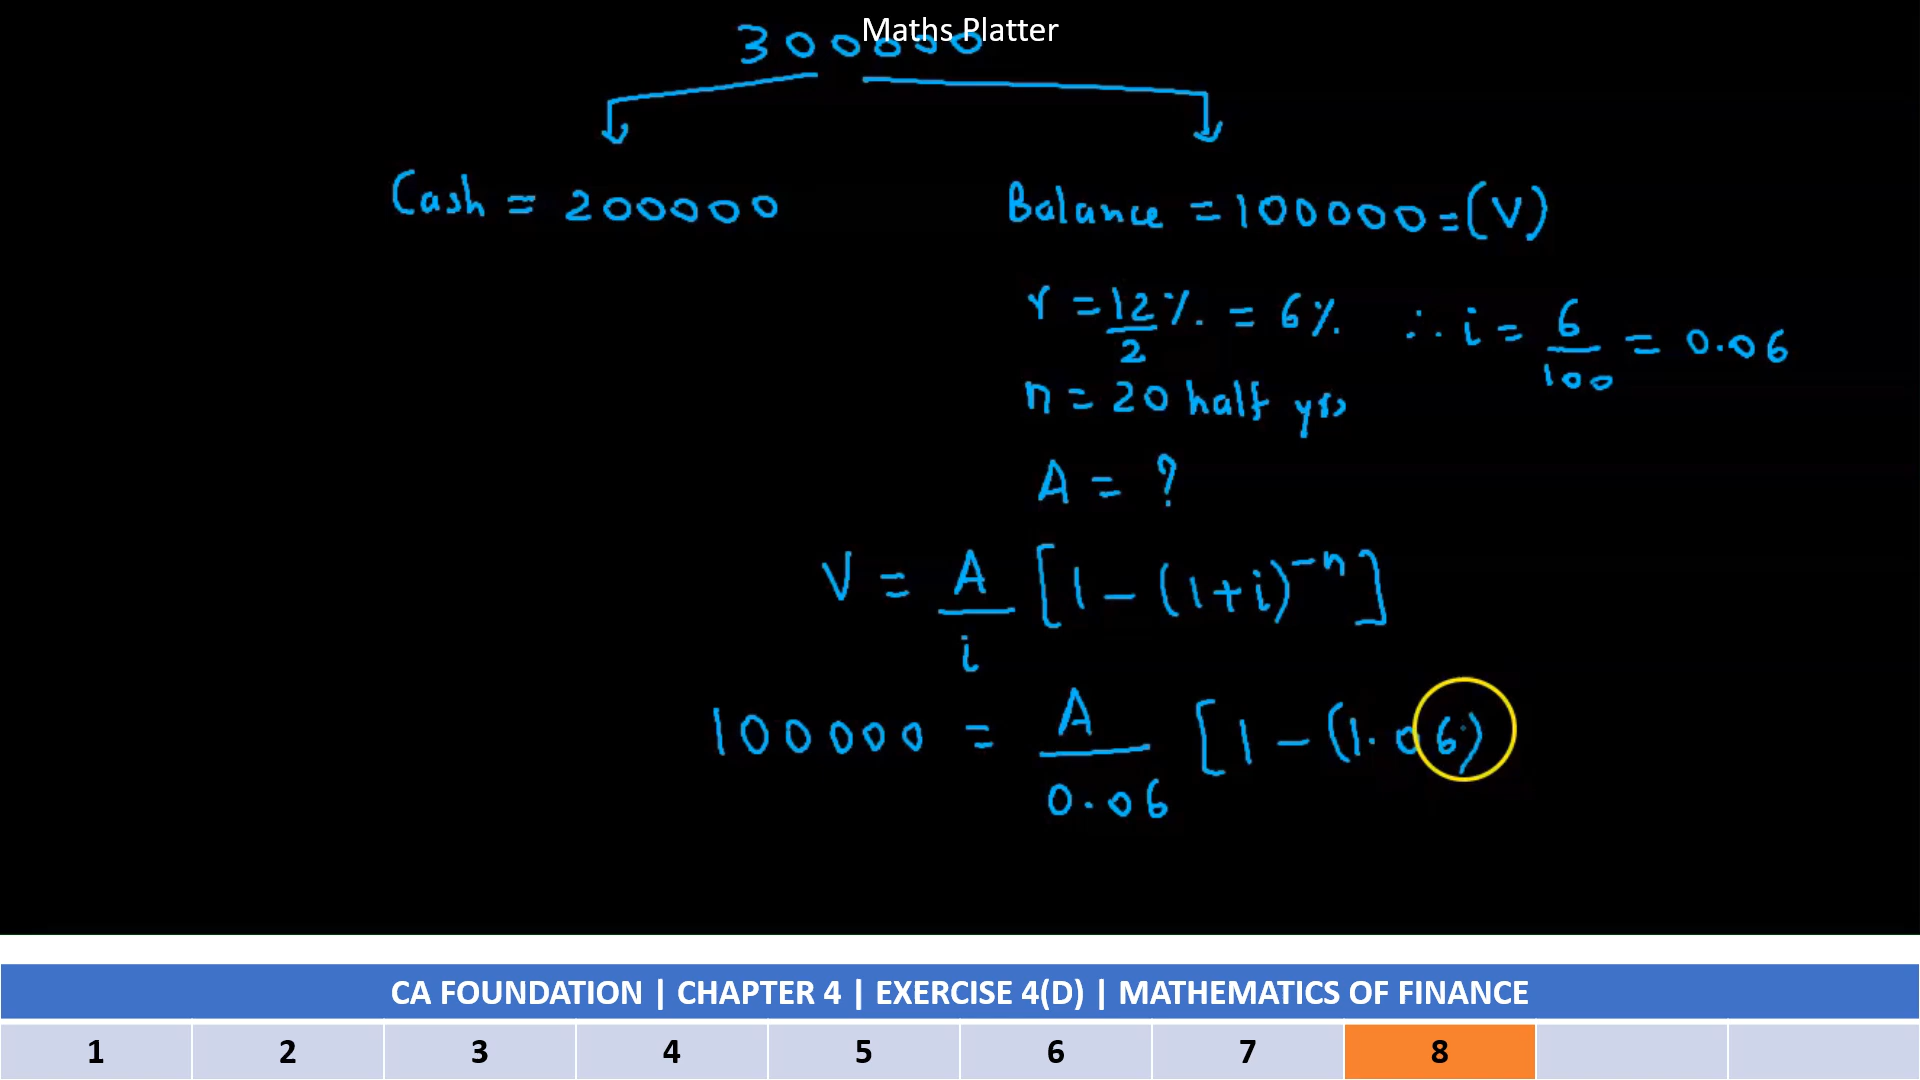 Maths Platter
300000
Cash = 200000
Balance = 100000 = (V)
r = 12/2 % = 6% ∴ i = 6/100 = 0.06
n = 20 half yrs
A = ?
V = A/i [1 - (1+i)^-n]
100000 = A/0.06 [1 - (1.06)
CA FOUNDATION | CHAPTER 4 | EXERCISE 4(D) | MATHEMATICS OF FINANCE
1 2 3 4 5 6 7 8